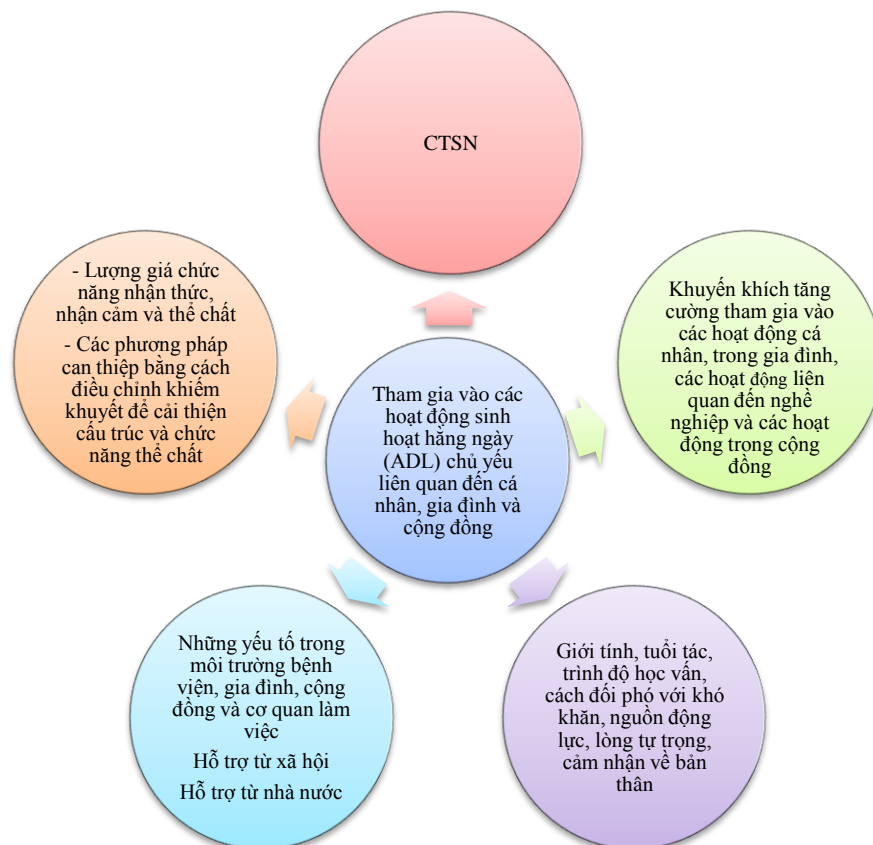 CTSN
- Lượng giá chức
năng nhận thức,
nhận cảm và thể chất
- Các phương pháp
can thiệp bằng cách
điều chỉnh khiếm
khuyết để cải thiện
cấu trúc và chức
năng thể chất
Khuyến khích tăng
cường tham gia vào
các hoạt động cá
nhân, trong gia đình,
các hoạt động liên
quan đến nghề
nghiệp và các hoạt
động trong cộng
đồng
Tham gia vào các
hoạt động sinh
hoạt hằng ngày
(ADL) chủ yếu
liên quan đến cá
nhân, gia đình và
cộng đồng
Những yếu tố trong
môi trường bệnh
viện, gia đình, cộng
đồng và cơ quan làm
việc
Hỗ trợ từ xã hội
Hỗ trợ từ nhà nước
Giới tính, tuổi tác,
trình độ học vấn,
cách đối phó với khó
khăn, nguồn động
lực, lòng tự trọng,
cảm nhận về bản
thân